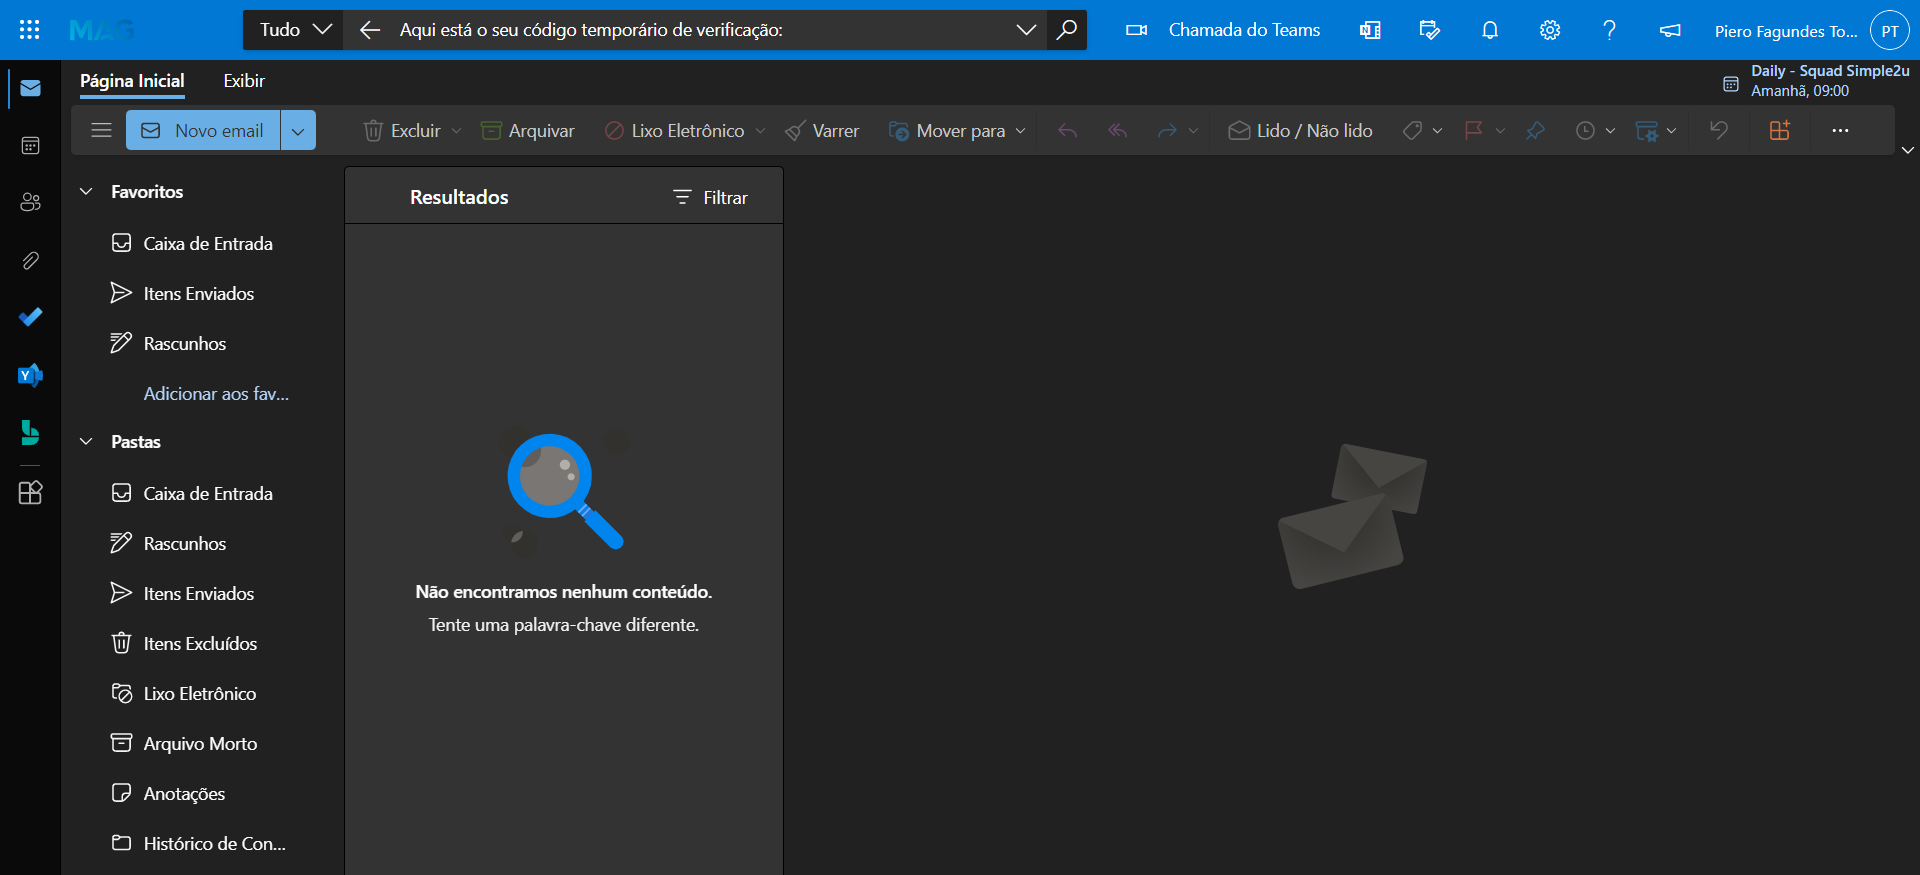 MAG
Tudo
Aqui está o seu código temporário de verificação:
Chamada do Teams
Piero Fagundes To...
PT
Página Inicial
Exibir
Daily - Squad Simple2u
Amanhã, 09:00
Novo email
Excluir
Arquivar
Lixo Eletrônico
Varrer
Mover para
Lido / Não lido
Favoritos
Caixa de Entrada
Itens Enviados
Rascunhos
Adicionar aos fav...
Pastas
Caixa de Entrada
Rascunhos
Itens Enviados
Itens Excluídos
Lixo Eletrônico
Arquivo Morto
Anotações
Histórico de Con...
Resultados
Filtrar
Não encontramos nenhum conteúdo.
Tente uma palavra-chave diferente.